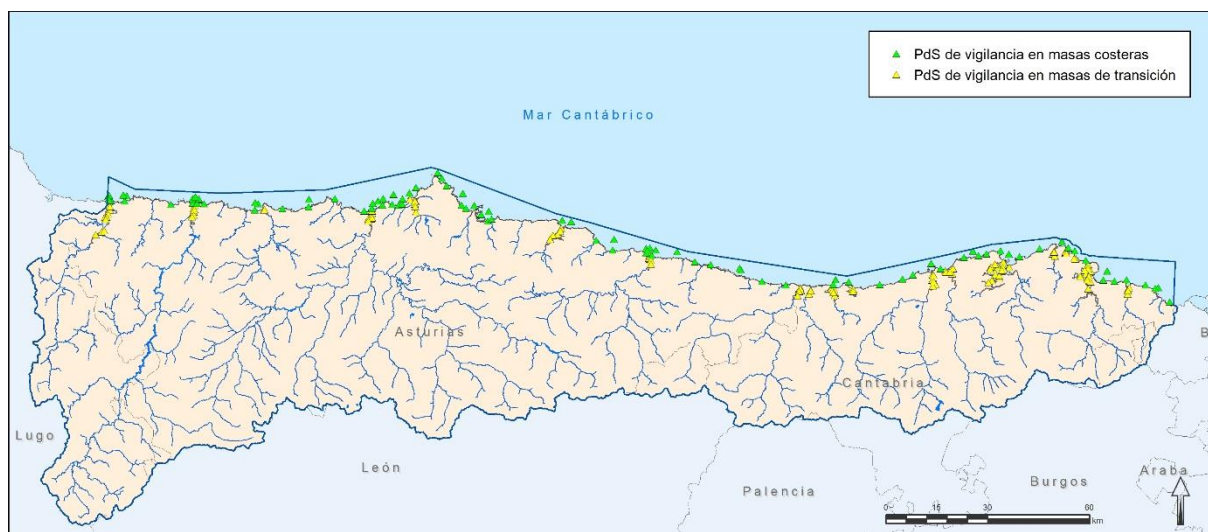 PdS de vigilancia en masas costeras
PdS de vigilancia en masas de transición
Mar Cantábrico
Asturias
Cantabria
Lugo
León
Palencia
Burgos
Araba
B
0 15 30 60
km